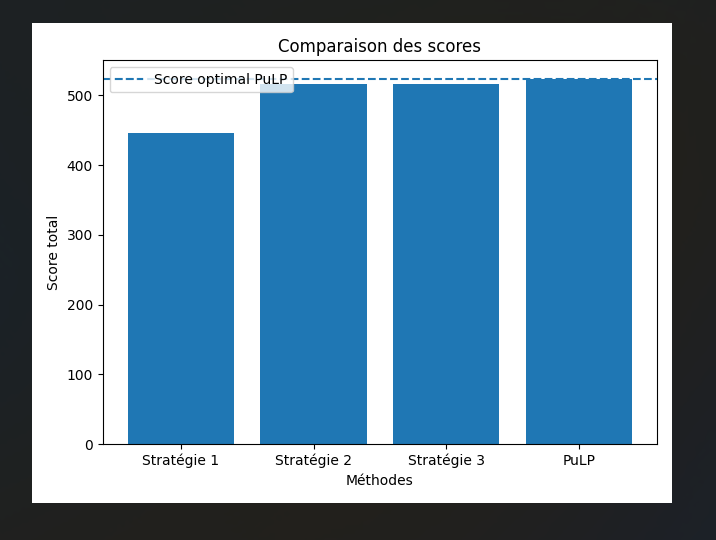 Comparaison des scores
Score optimal PuLP
500
400
300
200
100
0
Score total
Stratégie 1
Stratégie 2
Stratégie 3
PuLP
Méthodes